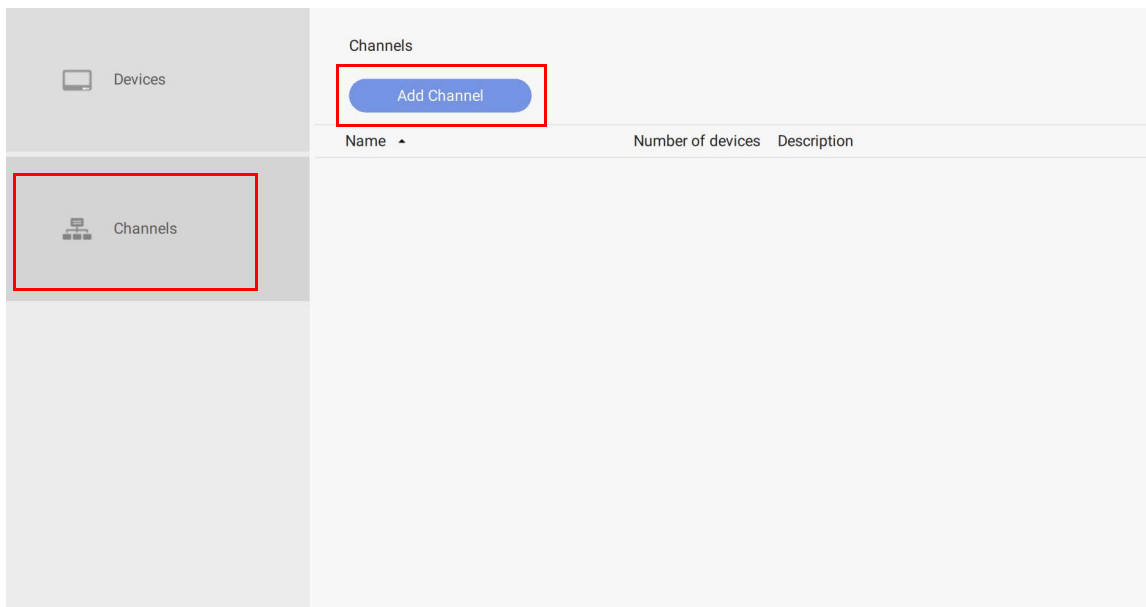 Devices
Channels
Channels
Add Channel
Name Number of devices Description